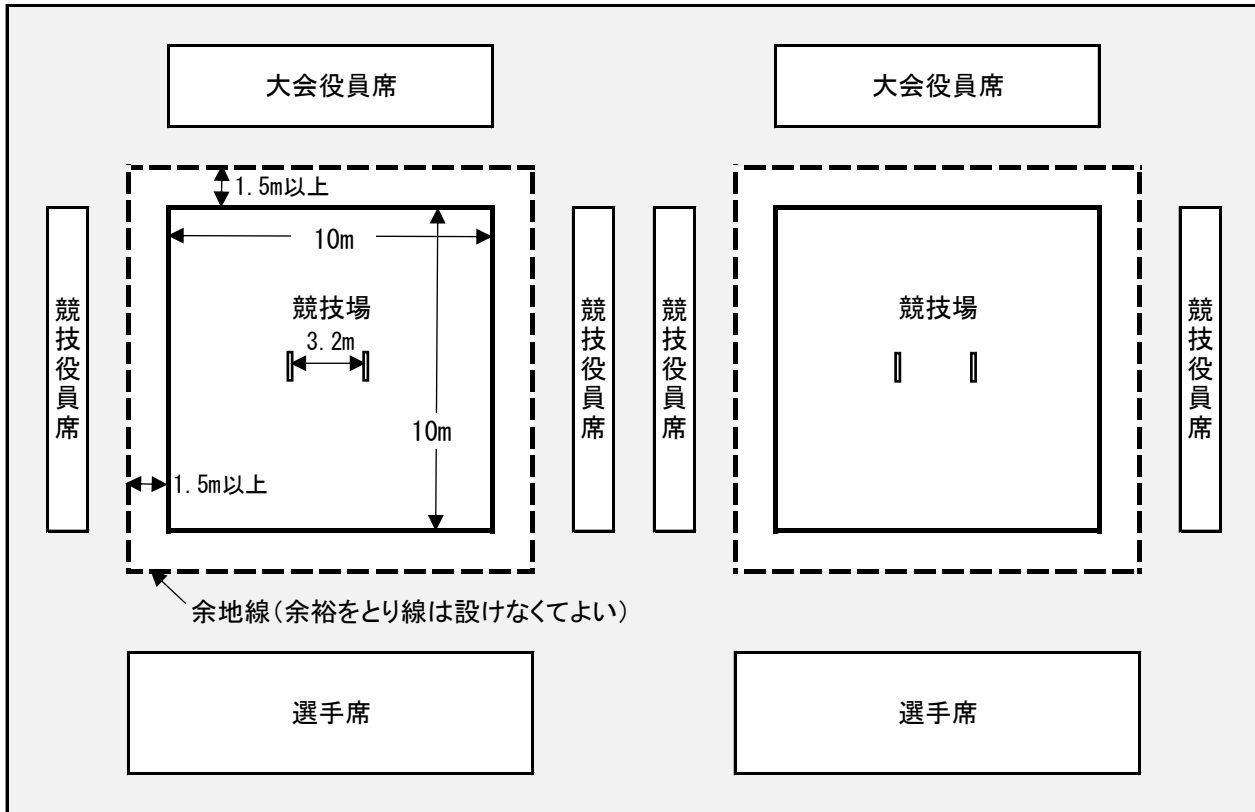 大会役員席
大会役員席
1.5m以上
10m
競技場
3.2m
10m
1.5m以上
競技役員席
競技役員席
競技役員席
競技場
競技役員席
余地線(余裕をとり線は設けなくてよい)
選手席
選手席